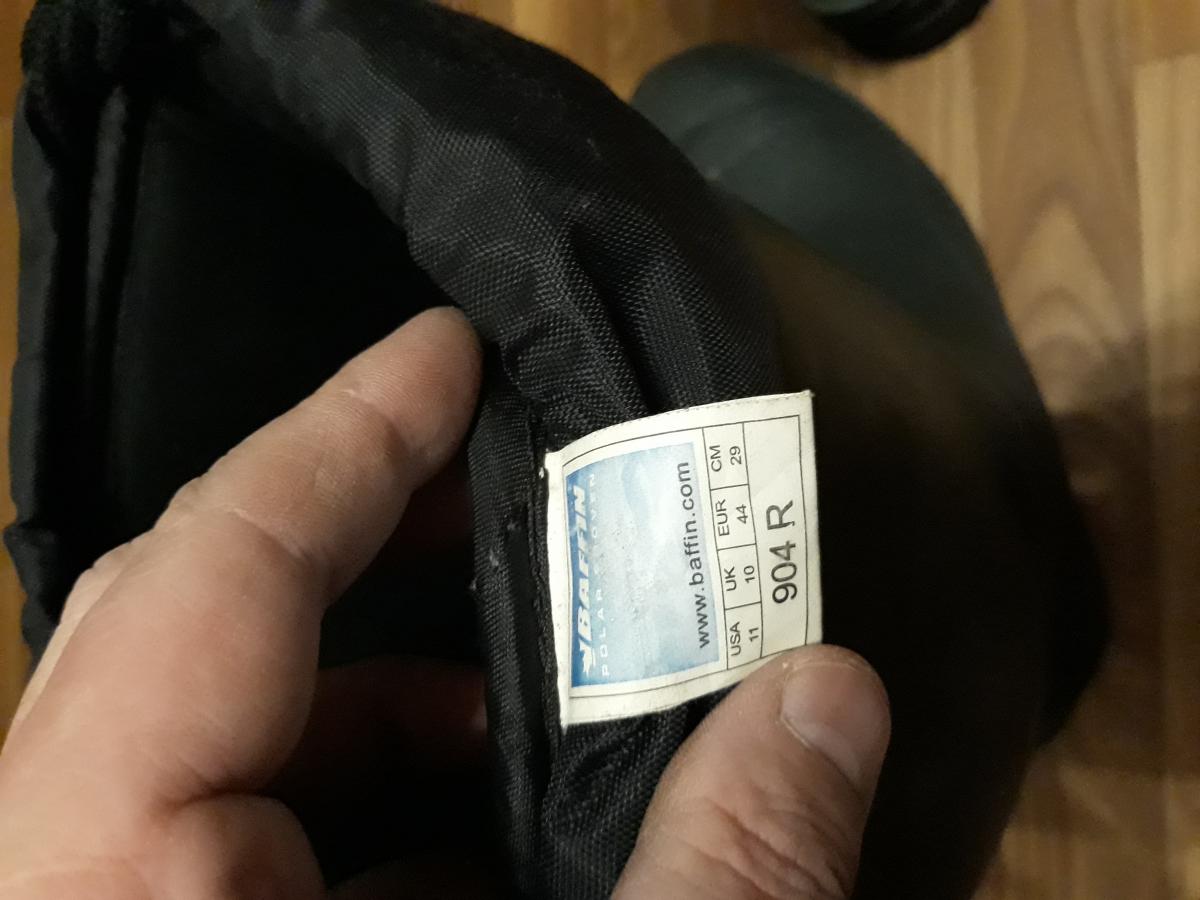 BAFFIN
POLAR PROVEN
www.baffin.com
USA UK EUR CM
11 10 44 29
904 R